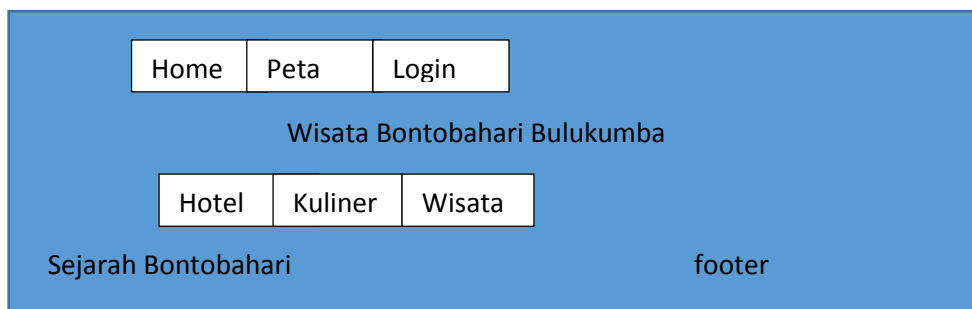 Home Peta Login
Wisata Bontobahari Bulukumba
Hotel Kuliner Wisata
Sejarah Bontobahari footer